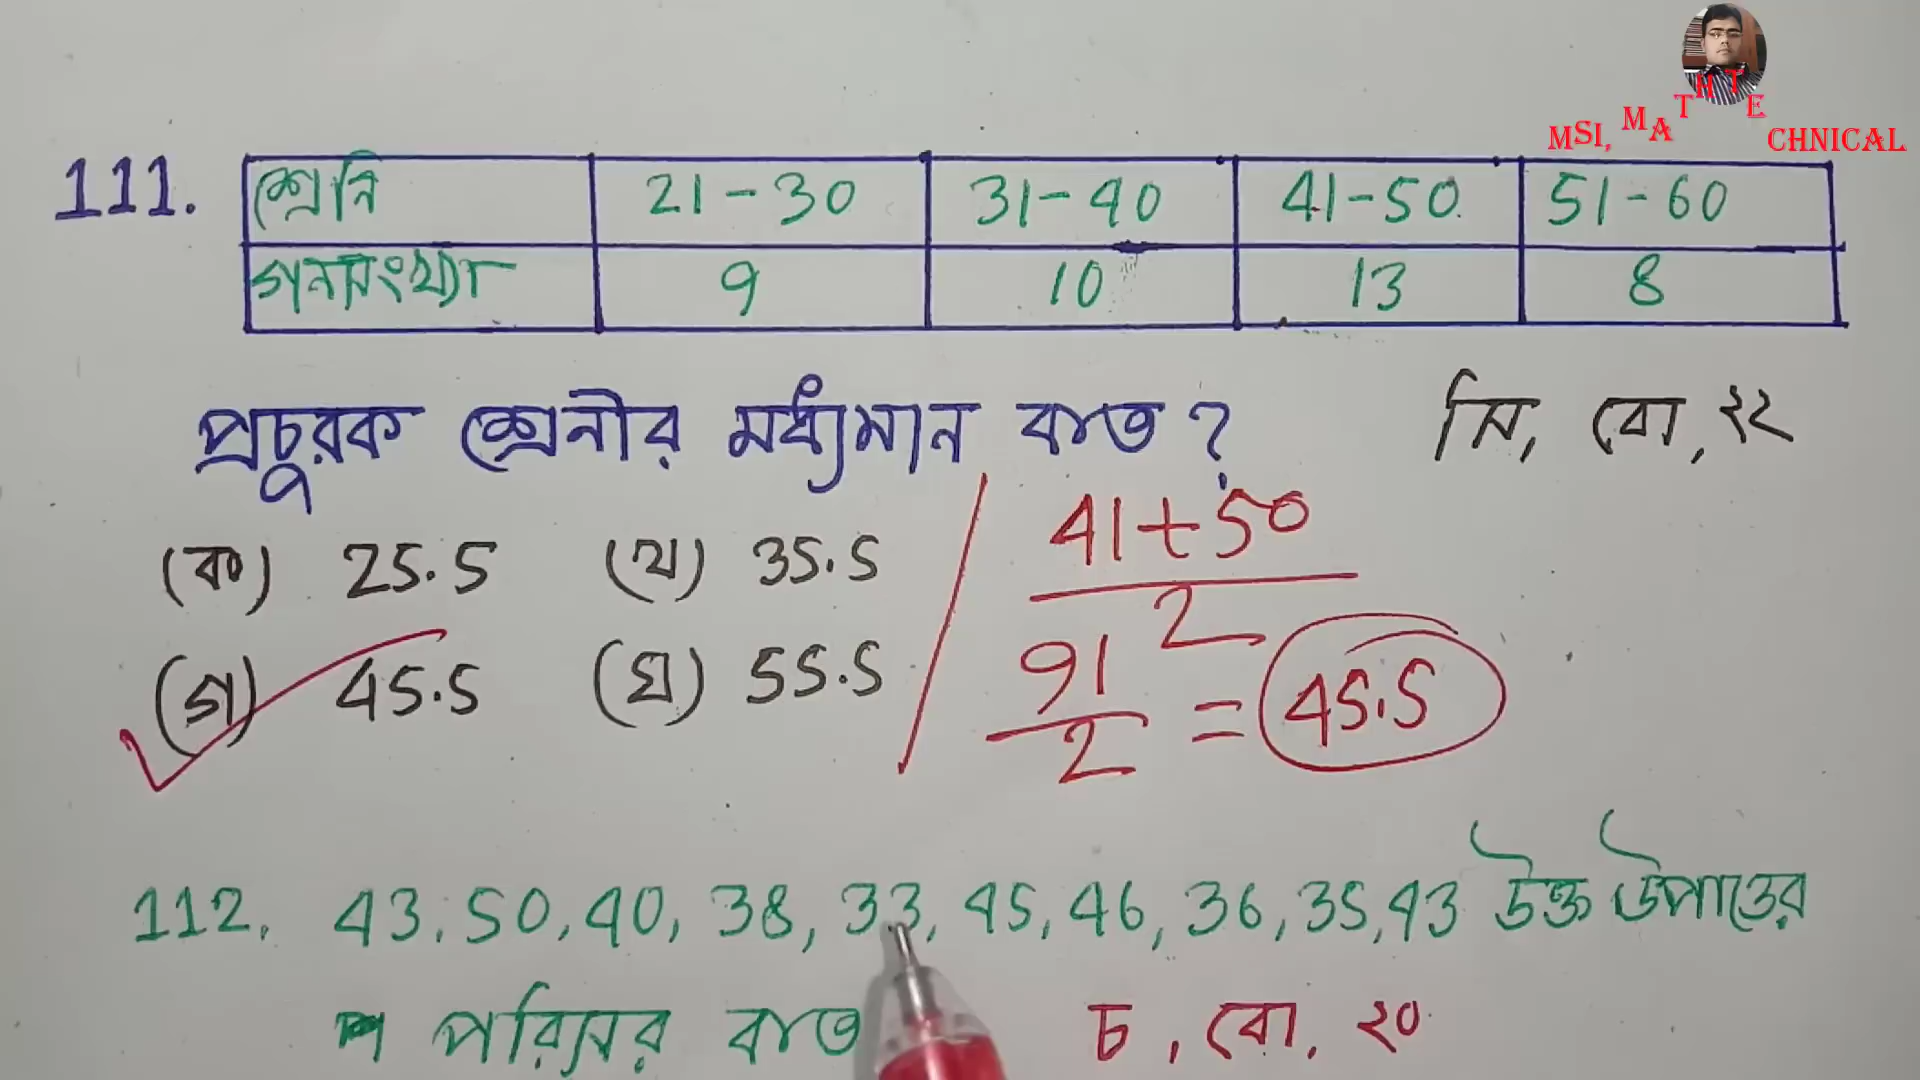 MSI, MATHTECHNICAL
111. শ্রেনি 21-30 31-40 41-50 51-60
গনসংখ্যা 9 10 13 8
প্রচুরক শ্রেনীর মধ্যমান কত?
সি, বো, ২২
(ক) 25.5 (খ) 35.5
(গ) 45.5 (ঘ) 55.5
41+50
2
91
2
= 45.5
112. 43, 50, 40, 38, 33, 45, 46, 36, 35, 43 উক্ত উপাত্তের
পরিসর কত
চ, বো, ২০